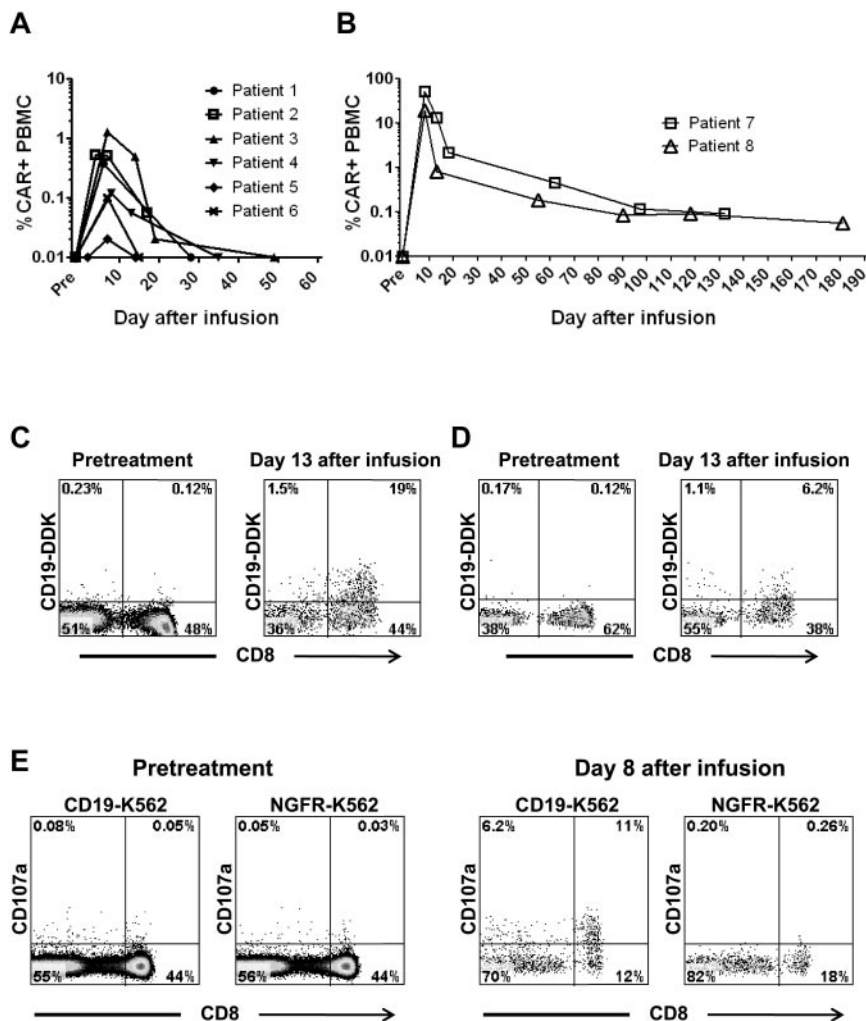 A
% CAR+ PBMC
10
1
0.1
0.01
Pre
10
20
30
40
50
60
Day after infusion
Patient 1
Patient 2
Patient 3
Patient 4
Patient 5
Patient 6
B
% CAR+ PBMC
100
10
1
0.1
0.01
Pre
10
20
30
40
50
60
70
80
90
100
110
120
130
140
150
160
170
180
190
Day after infusion
Patient 7
Patient 8
C
Pretreatment
Day 13 after infusion
CD19-DDK
0.23% 0.12%
51% 48%
CD19-DDK
1.5% 19%
36% 44%
CD8
D
Pretreatment
Day 13 after infusion
CD19-DDK
0.17% 0.12%
38% 62%
CD19-DDK
1.1% 6.2%
55% 38%
CD8
E
Pretreatment
Day 8 after infusion
CD19-K562
NGFR-K562
CD19-K562
NGFR-K562
CD107a
0.08% 0.05%
55% 44%
CD107a
0.05% 0.03%
56% 44%
CD107a
6.2% 11%
70% 12%
CD107a
0.20% 0.26%
82% 18%
CD8